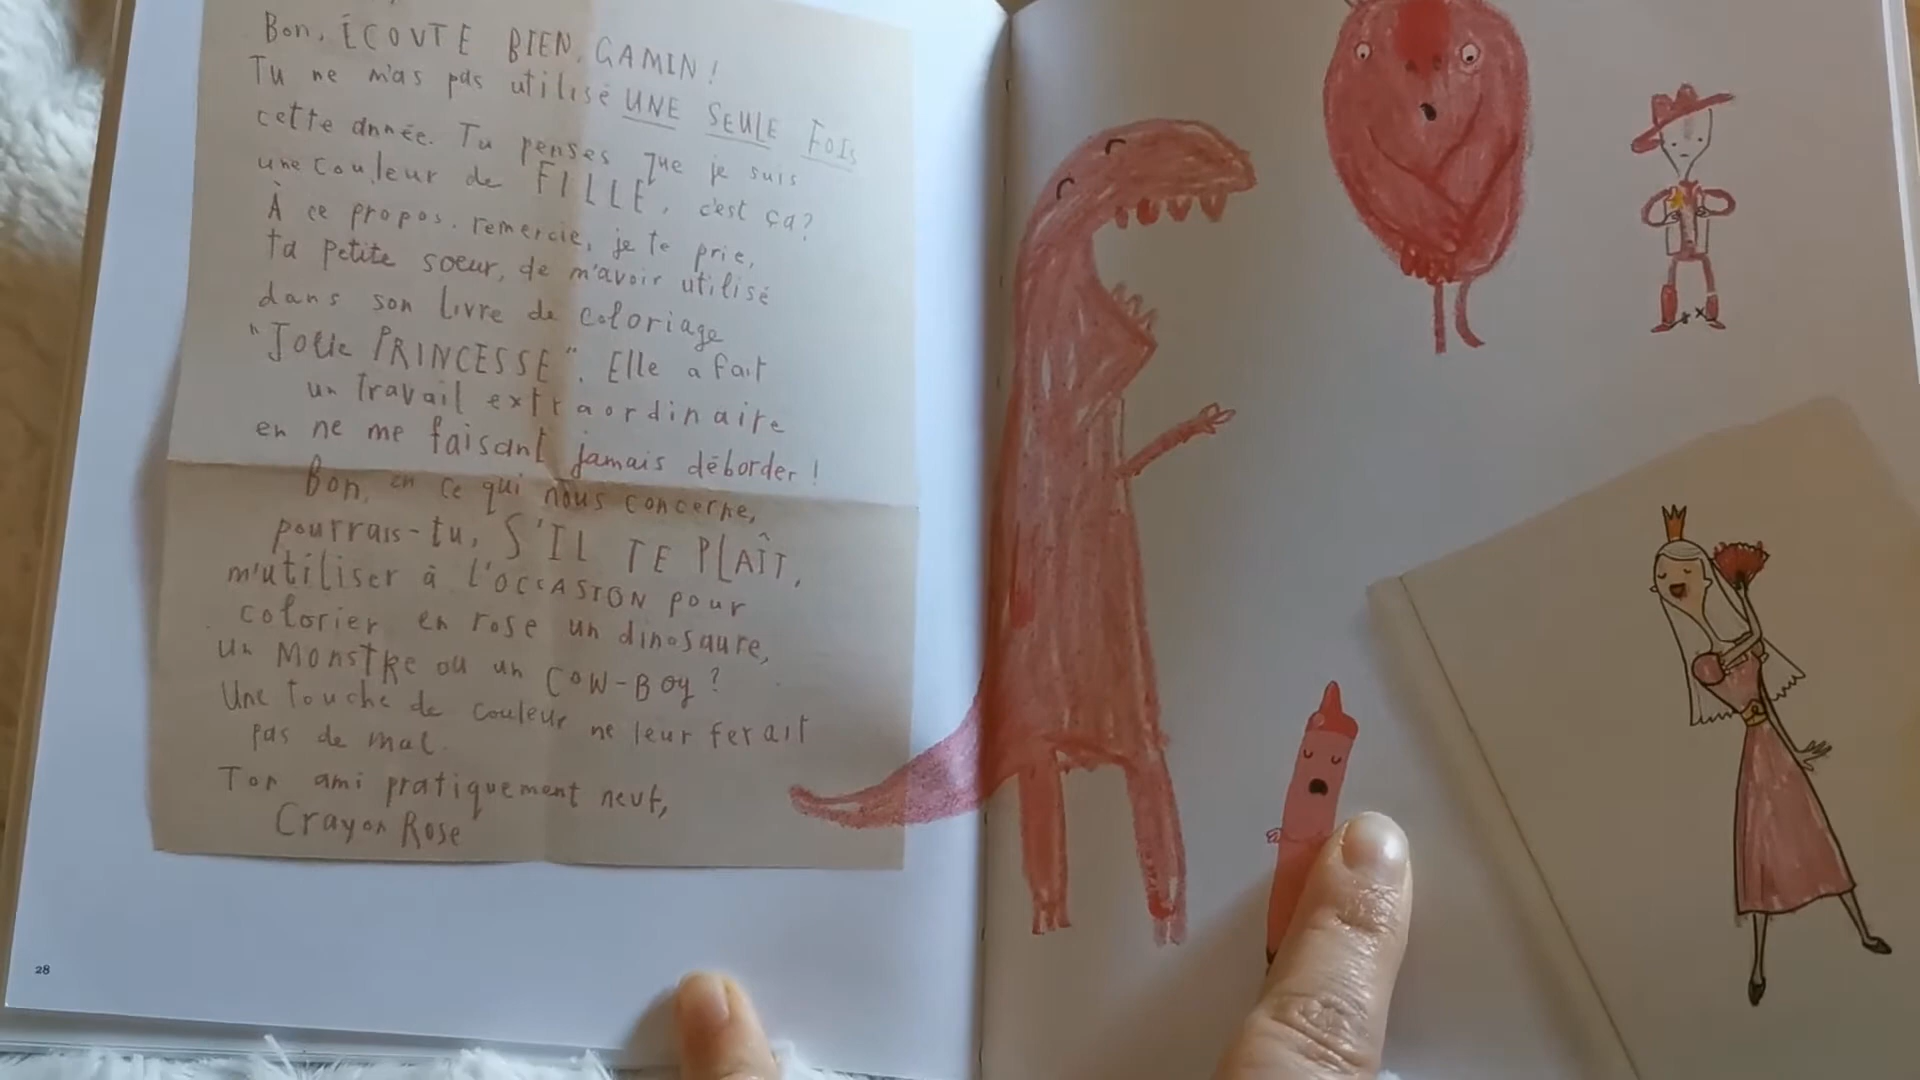 Bon, ÉCOUTE BIEN, GAMIN !
Tu ne m'as pas utilisé UNE SEULE FOIS
cette année. Tu penses que je suis
une couleur de FILLE, c'est ça ?
À ce propos, remercie, je te prie,
ta petite sœur, de m'avoir utilisé
dans son livre de coloriage
"Jolie PRINCESSE". Elle a fait
un travail extraordinaire
en ne me faisant jamais déborder !
Bon, en ce qui nous concerne,
pourrais-tu, S'IL TE PLAÎT,
m'utiliser à l'OCCASION pour
colorier en rose un dinosaure,
un MonstRe ou un COW-BOY ?
Une touche de couleur ne leur ferait
pas de mal.
Ton ami pratiquement neuf,
Crayon Rose
28